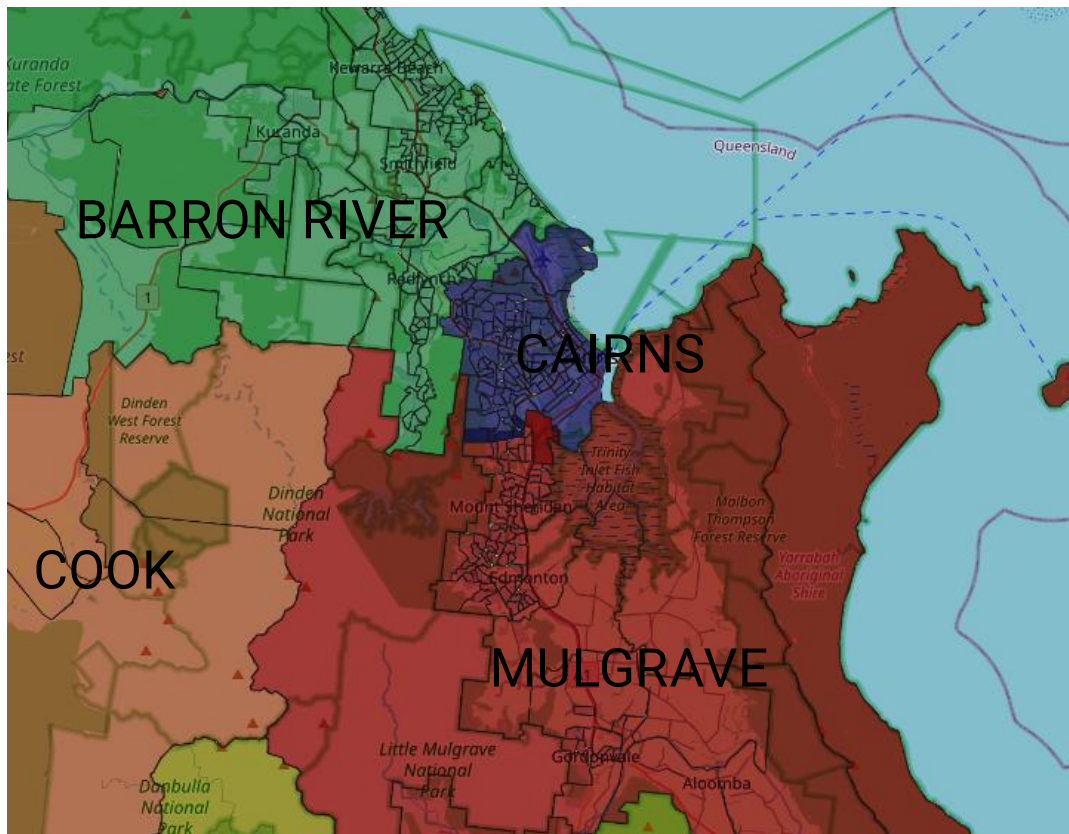 Kewarra Beach
Kuranda
ate Forest
Kuranda
Queensland
Smithfield
BARRON RIVER
Redlynch
1
CAIRNS
est
Dinden
West Forest
Reserve
Trinity
Inlet Fish
Habitat
Area
Dinden
National
Park
Mount Sheridan
Malbon
Thompson
Forest Reserve
COOK
Edmonton
Yarrabah
Aboriginal
Shire
MULGRAVE
Little Mulgrave
National
Park
Gordonvale
Aloomba
Danbulla
National
Park